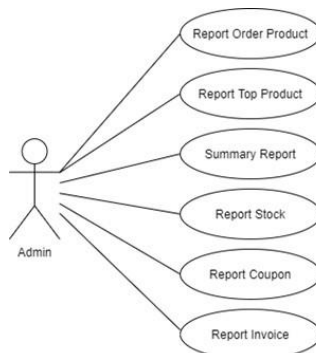 Report Order Product
Report Top Product
Summary Report
Report Stock
Admin
Report Coupon
Report Invoice